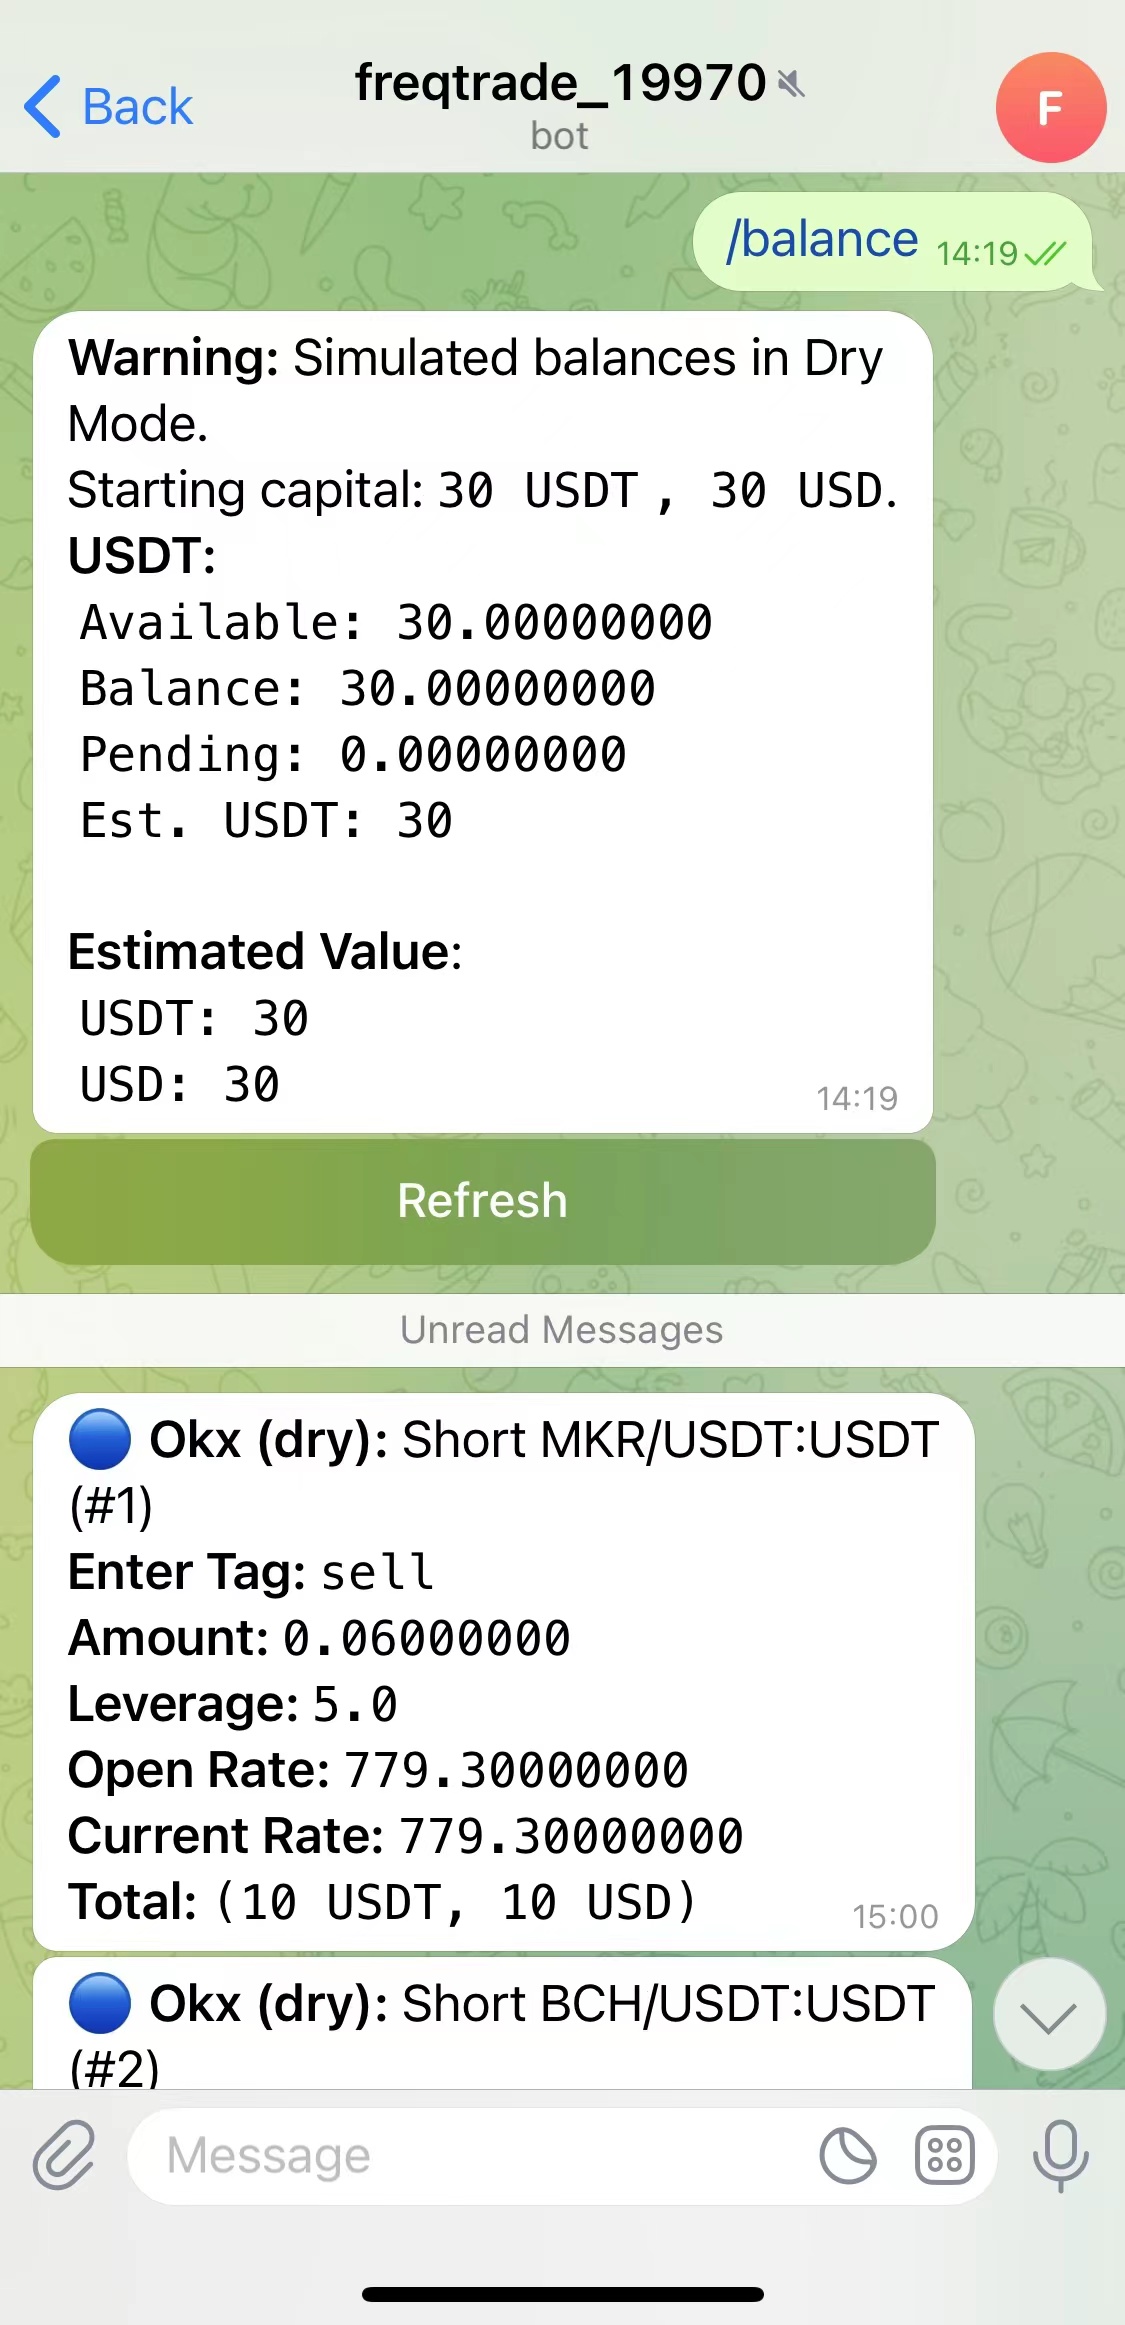 Back
freqtrade_19970
bot
F
/balance 14:19
Warning: Simulated balances in Dry
Mode.
Starting capital: 30 USDT , 30 USD.
USDT:
Available: 30.00000000
Balance: 30.00000000
Pending: 0.00000000
Est. USDT: 30
Estimated Value:
USDT: 30
USD: 30
14:19
Refresh
Unread Messages
Okx (dry): Short MKR/USDT:USDT
(#1)
Enter Tag: sell
Amount: 0.06000000
Leverage: 5.0
Open Rate: 779.30000000
Current Rate: 779.30000000
Total: (10 USDT, 10 USD)
15:00
Okx (dry): Short BCH/USDT:USDT
(#2)
Message